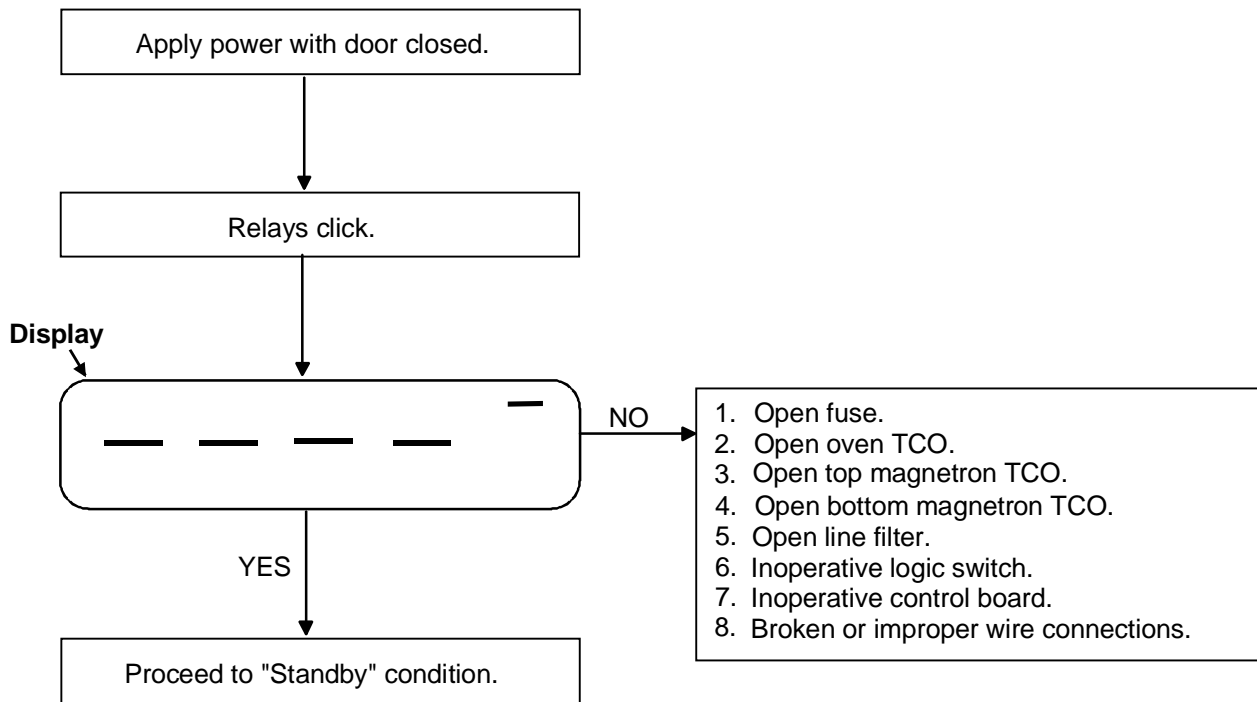 Apply power with door closed.
Relays click.
Display
NO
1. Open fuse.
2. Open oven TCO.
3. Open top magnetron TCO.
4. Open bottom magnetron TCO.
5. Open line filter.
6. Inoperative logic switch.
7. Inoperative control board.
8. Broken or improper wire connections.
YES
Proceed to "Standby" condition.